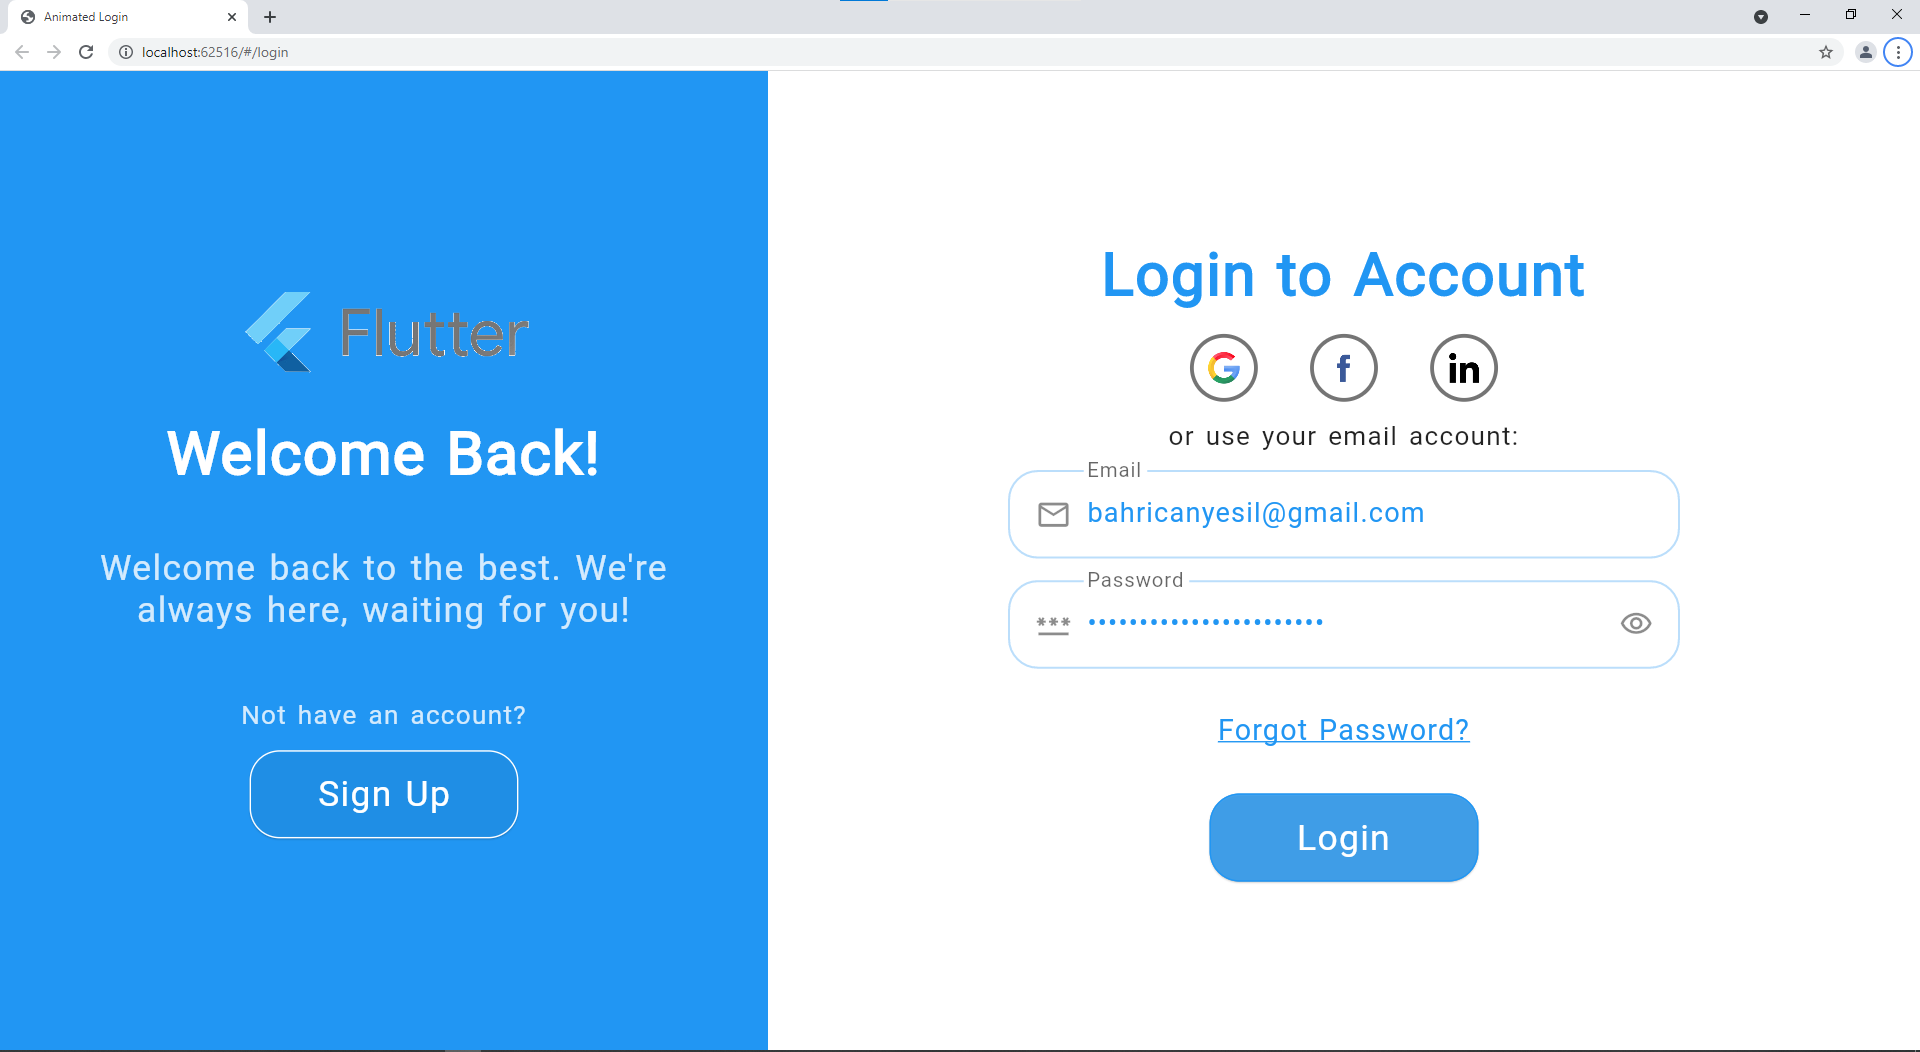 Animated Login
localhost:62516/#/login
Flutter
Welcome Back!
Welcome back to the best. We're
always here, waiting for you!
Not have an account?
Sign Up
Login to Account
G
f
in
or use your email account:
Email
bahricanyesil@gmail.com
Password
***
•••••••••••••••••••••••
Forgot Password?
Login